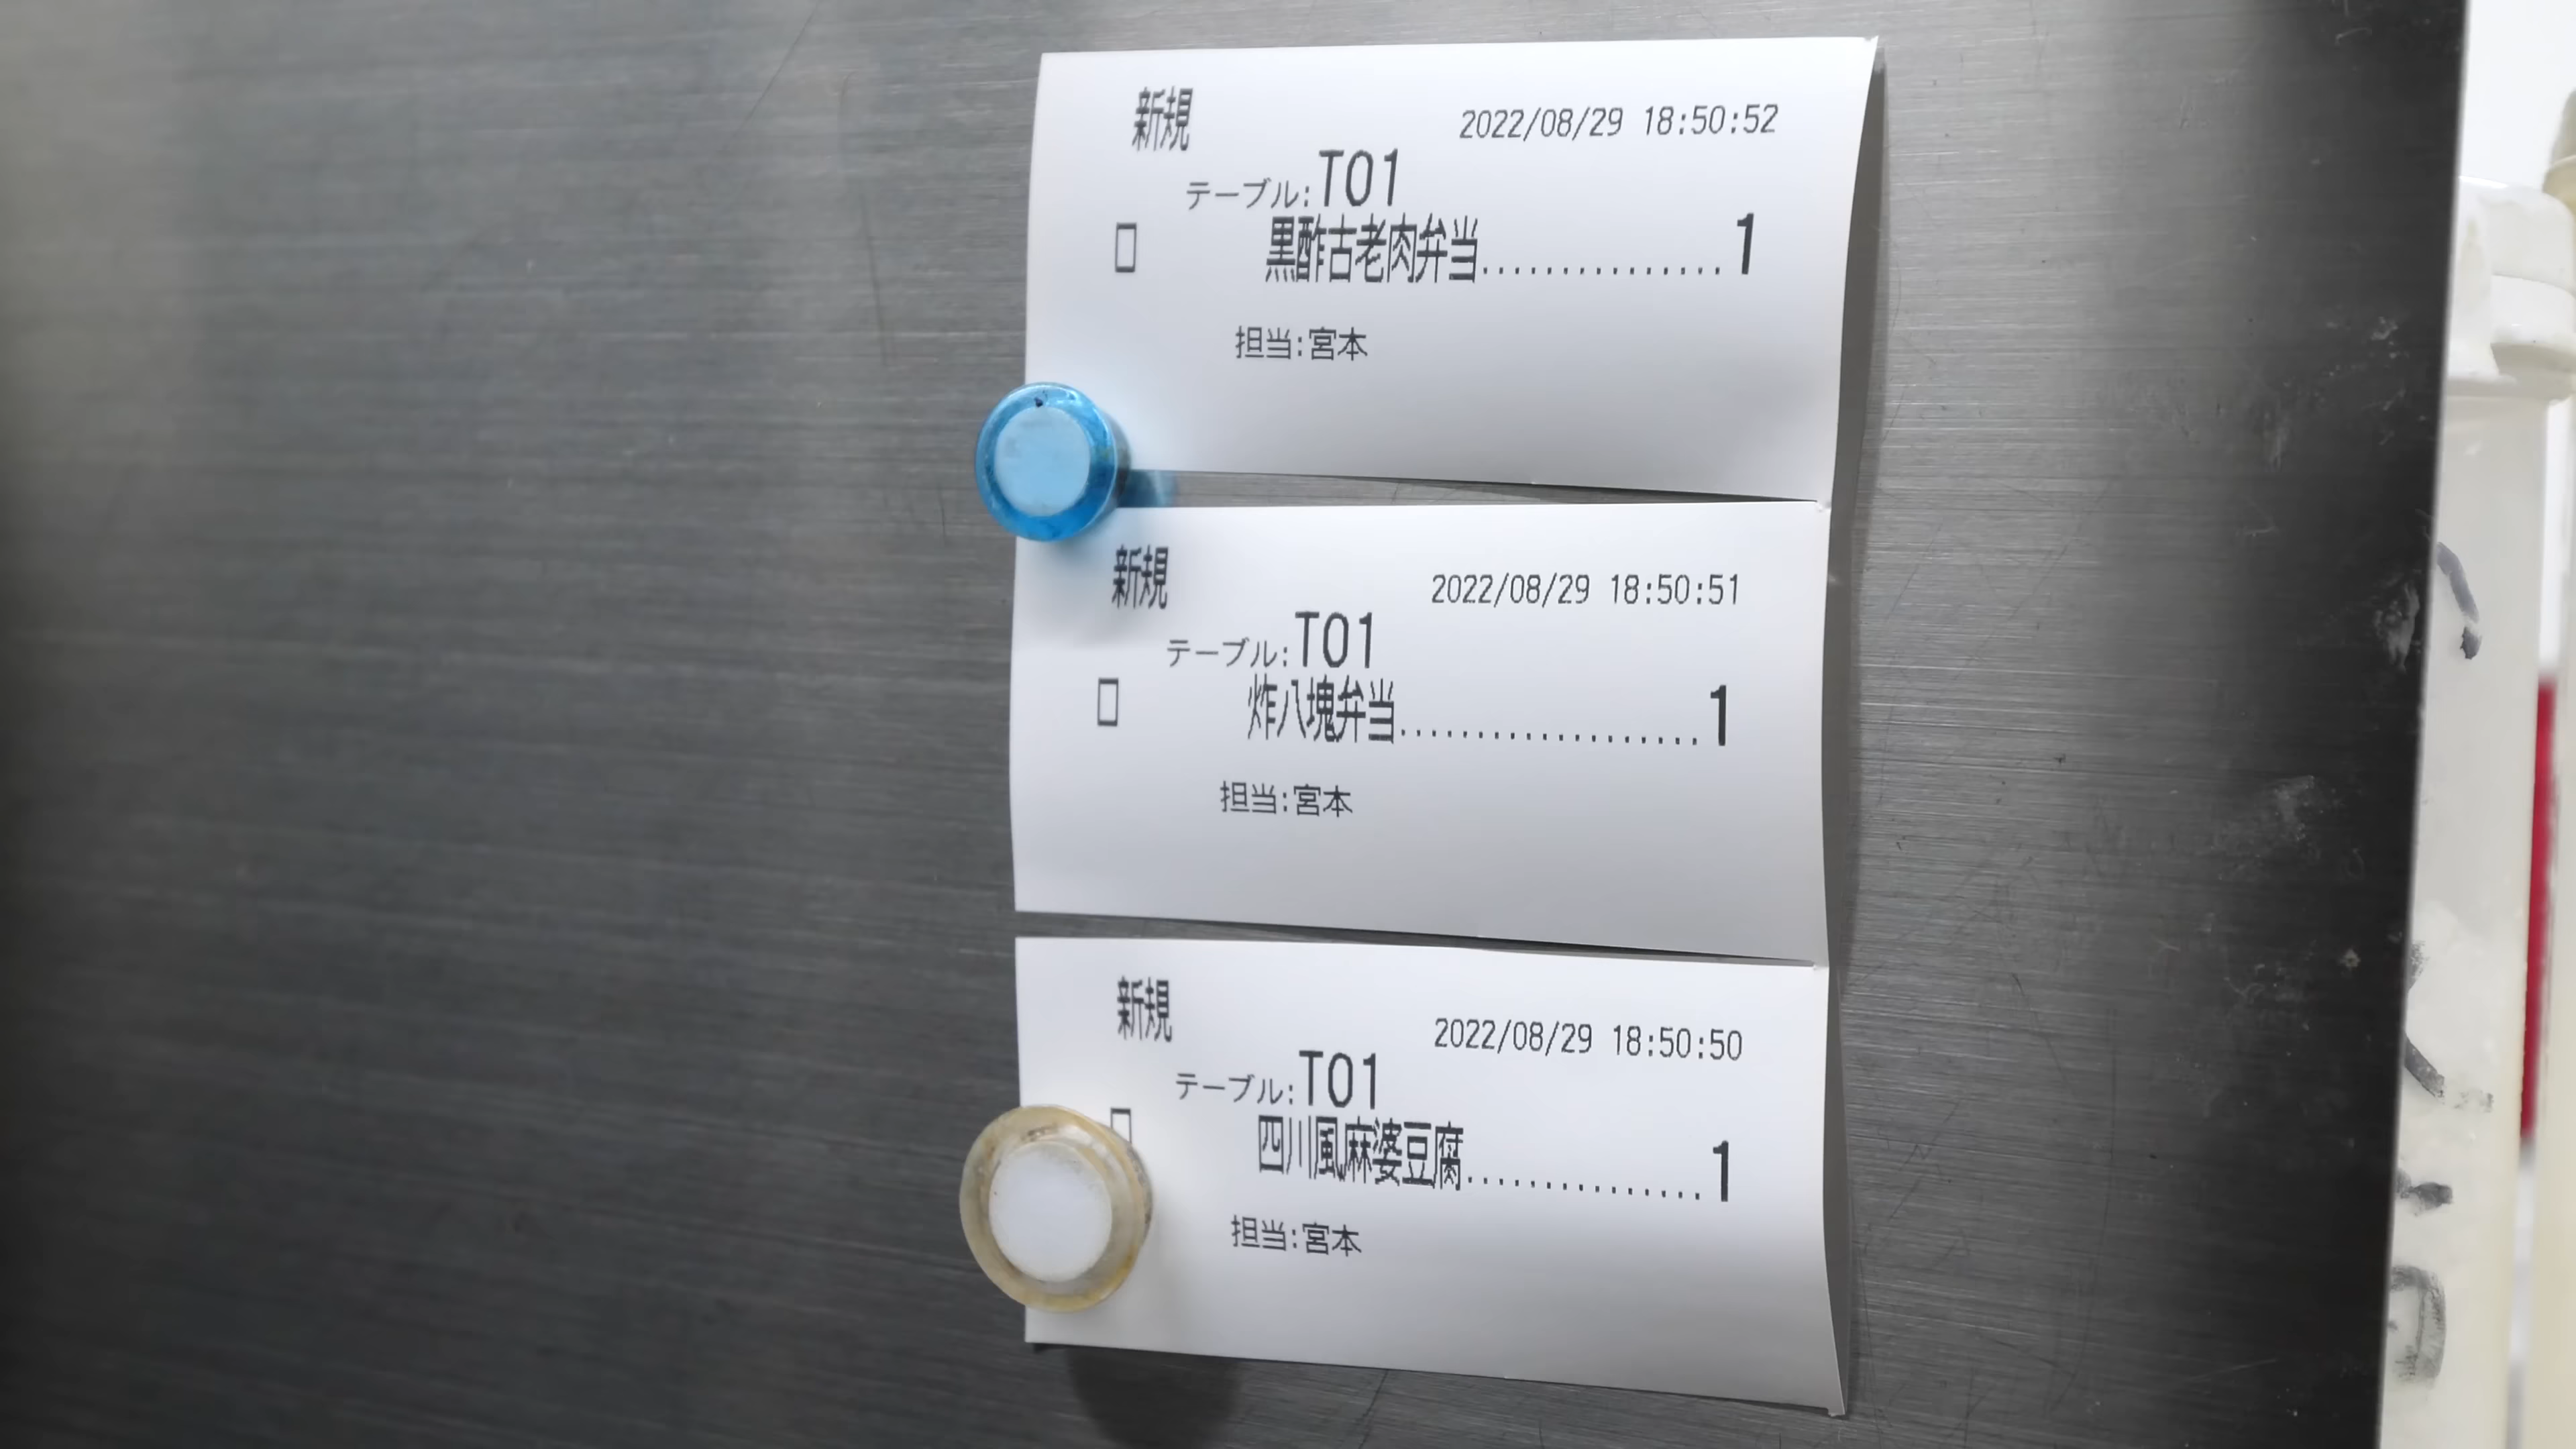 新規
2022/08/29 18:50:52
テーブル:T01
□ 黒酢古老肉弁当...............1
担当:宮本
新規
2022/08/29 18:50:51
テーブル:T01
□ 炸八塊弁当...................1
担当:宮本
新規
2022/08/29 18:50:50
テーブル:T01
□ 四川風麻婆豆腐...............1
担当:宮本